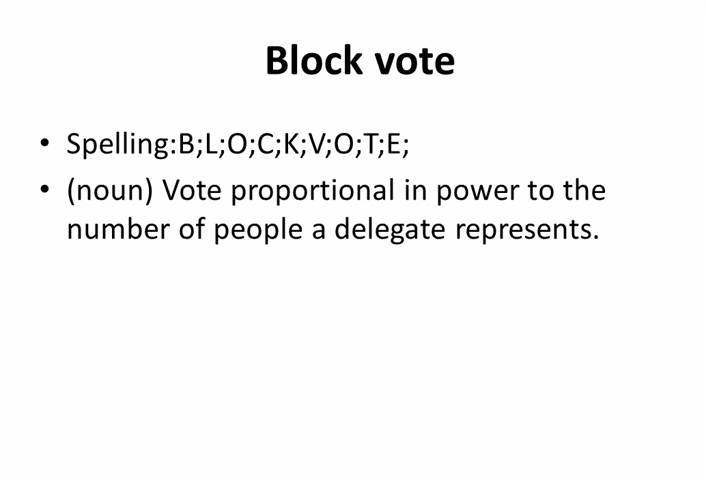 Block vote
• Spelling:B;L;O;C;K;V;O;T;E;
• (noun) Vote proportional in power to the
number of people a delegate represents.